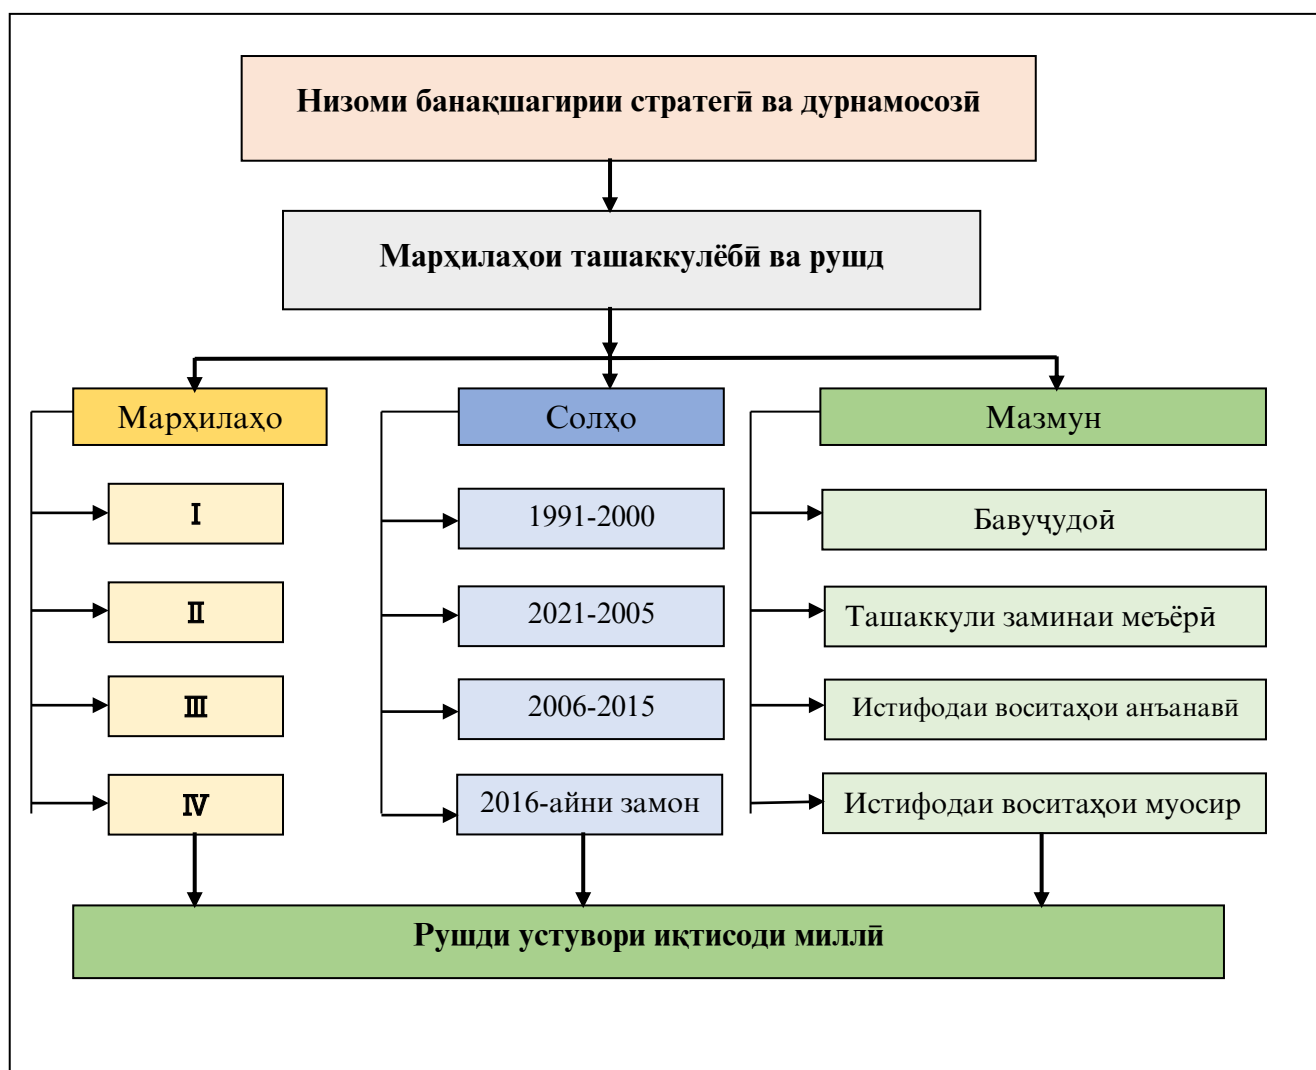 Низоми банақшагирии стратегӣ ва дурнамосозӣ
Марҳилаҳои ташаккулёбӣ ва рушд
Марҳилаҳо
Солҳо
Мазмун
I
1991-2000
Бавуҷудоӣ
II
2021-2005
Ташаккули заминаи меъёрӣ
III
2006-2015
Истифодаи воситаҳои анъанавӣ
IV
2016-айни замон
Истифодаи воситаҳои муосир
Рушди устувори иқтисоди миллӣ